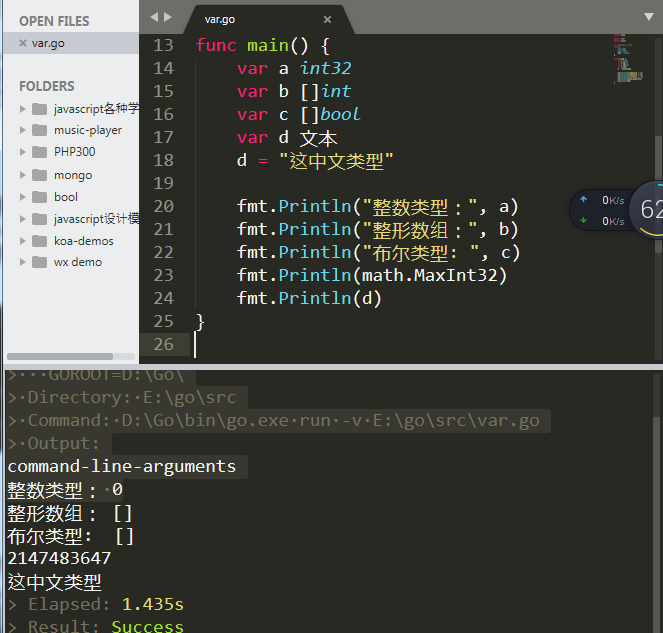 OPEN FILES
var.go
FOLDERS
javascript各种学
music-player
PHP300
mongo
bool
javascript设计模
koa-demos
wx demo
var.go
13 func main() {
14 var a int32
15 var b []int
16 var c []bool
17 var d 文本
18 d = "这中文类型"
19
20 fmt.Println("整数类型：", a)
21 fmt.Println("整形数组：", b)
22 fmt.Println("布尔类型: ", c)
23 fmt.Println(math.MaxInt32)
24 fmt.Println(d)
25 }
26
0K/s
0K/s
62
>····GOROOT=D:\Go\
>·Directory:·E:\go\src
>·Command:·D:\Go\bin\go.exe·run·-v·E:\go\src\var.go
>·Output:
command-line-arguments
整数类型：·0
整形数组： []
布尔类型:  []
2147483647
这中文类型
> Elapsed: 1.435s
> Result: Success